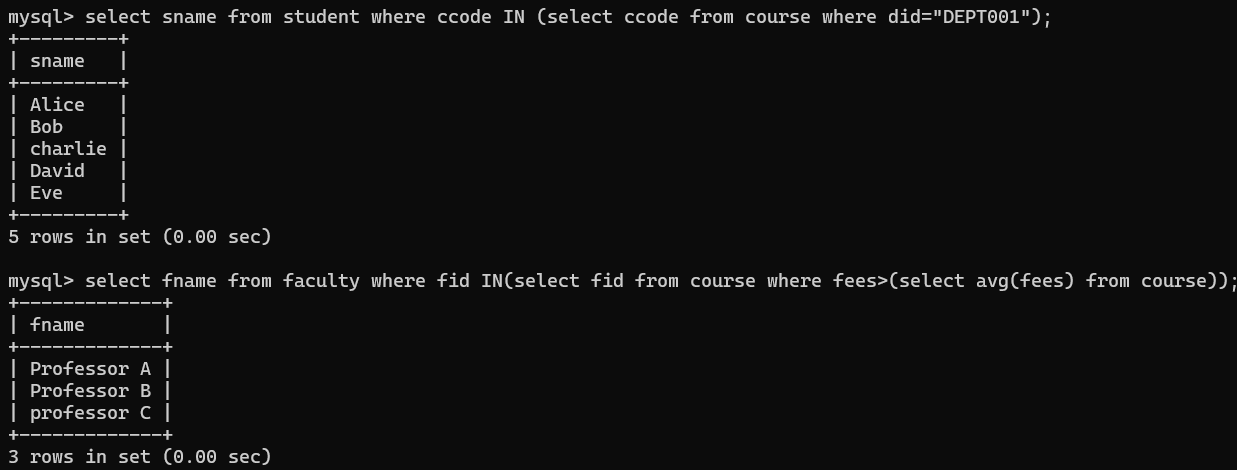 mysql> select sname from student where ccode IN (select ccode from course where did="DEPT001");
+---------+
| sname   |
+---------+
| Alice   |
| Bob     |
| charlie |
| David   |
| Eve     |
+---------+
5 rows in set (0.00 sec)

mysql> select fname from faculty where fid IN(select fid from course where fees>(select avg(fees) from course));
+-------------+
| fname       |
+-------------+
| Professor A |
| Professor B |
| professor C |
+-------------+
3 rows in set (0.00 sec)